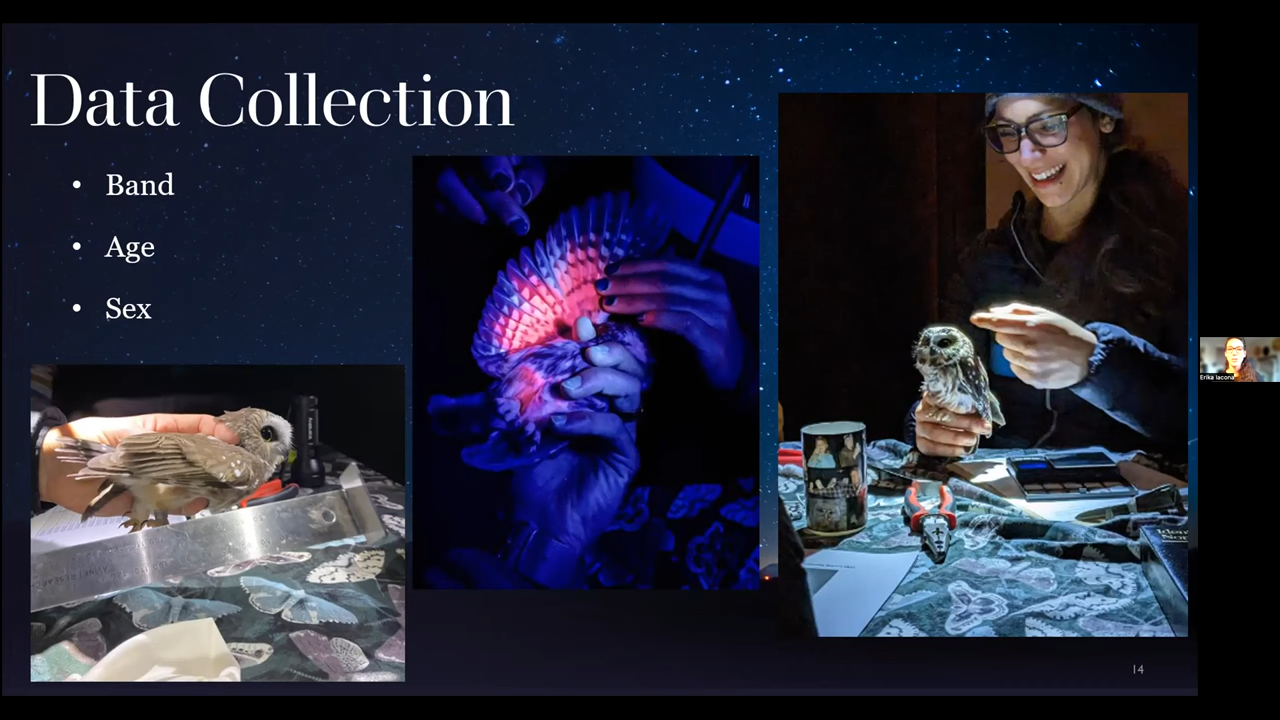 Data Collection
• Band
• Age
• Sex
14
Erika Iacona